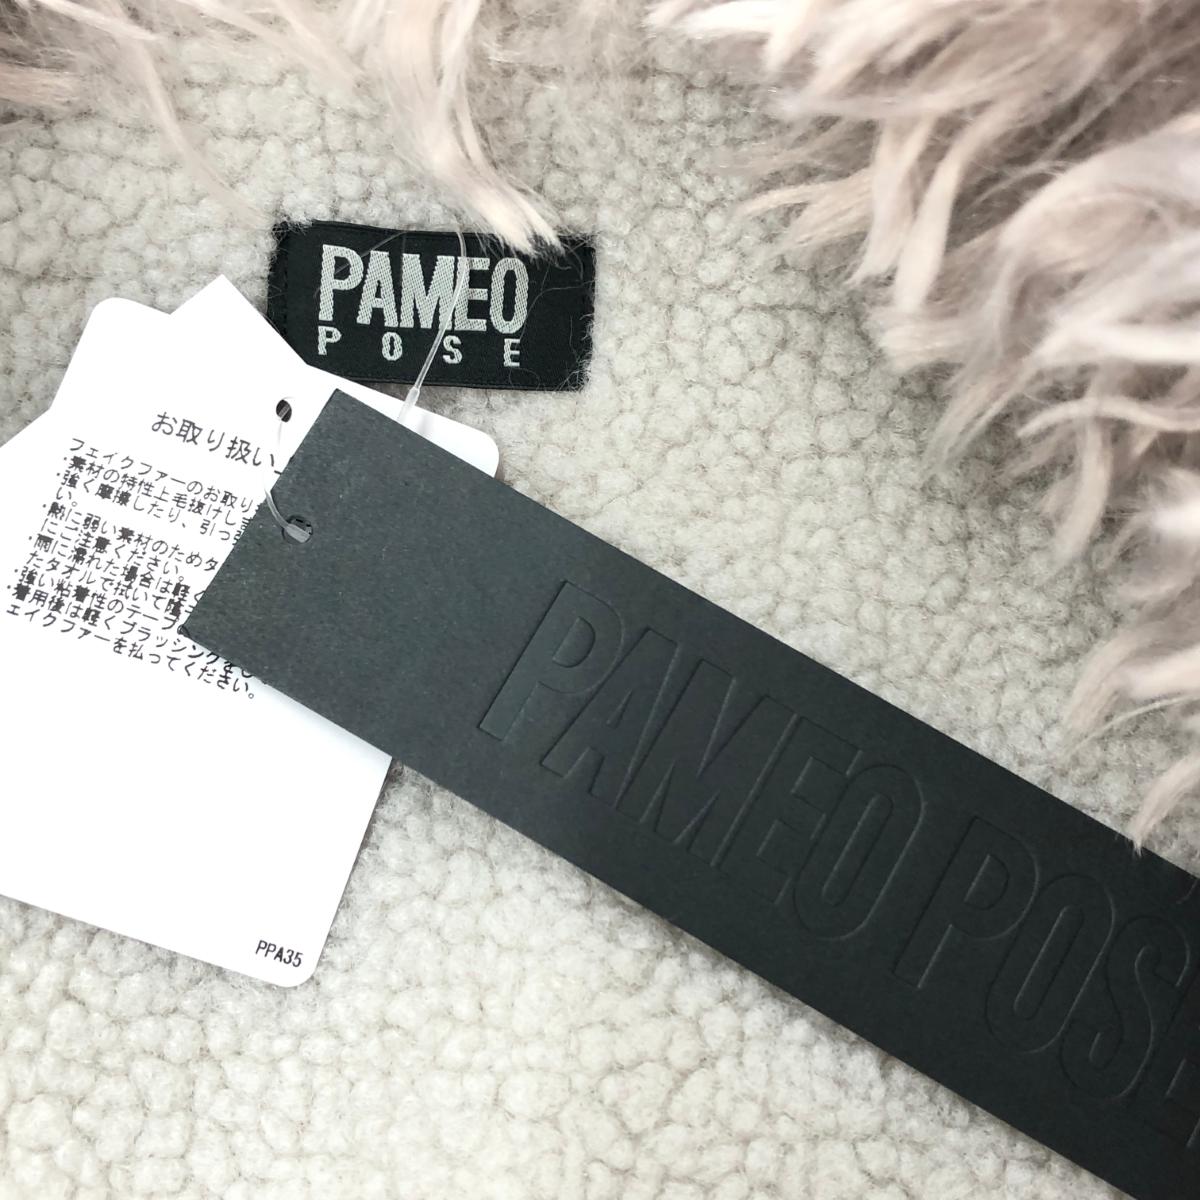 PAMEO
POSE
お取り扱い
フェイクファーのお取り
・素材の特性上毛抜けし
強く摩擦したり、引っ
い。
・熱に弱い素材のためタ
にご注意ください。
・雨に濡れた場合は軽く
たタオルで拭いて陰干
・強い粘着性のテープの
・着用後は軽くブラッシングをし
ェイクファーを払ってください。
PPA35
PAMEO POSE